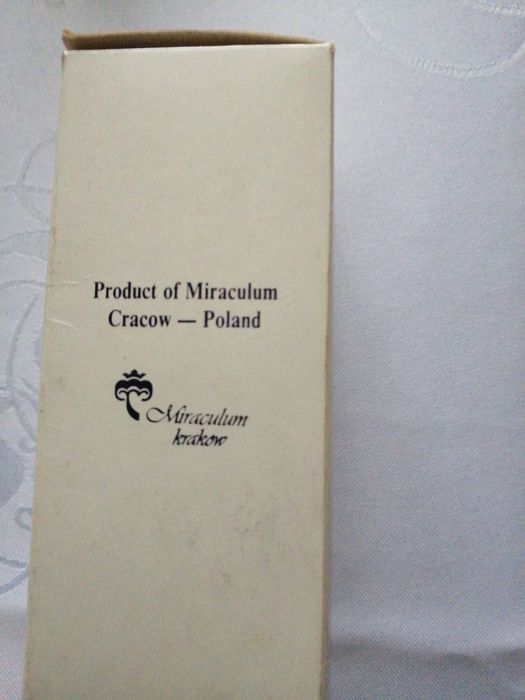 Product of Miraculum
Cracow — Poland
Miraculum
krakow